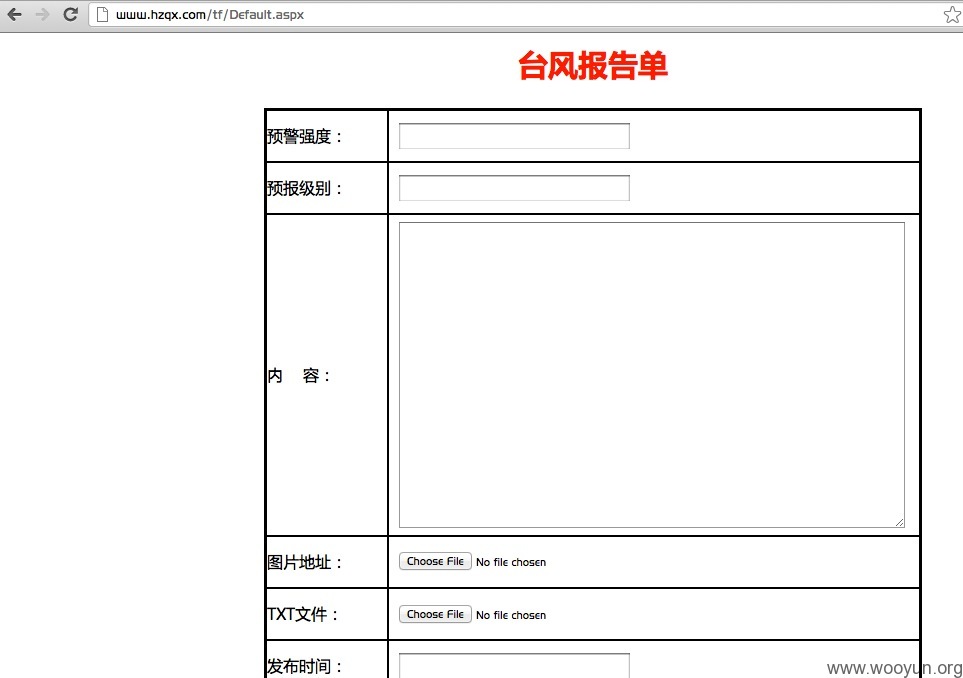 www.hzqx.com/tf/Default.aspx
台风报告单
预警强度：
预报级别：
内 容：
图片地址：
Choose File No file chosen
TXT文件：
Choose File No file chosen
发布时间：
www.wooyun.org